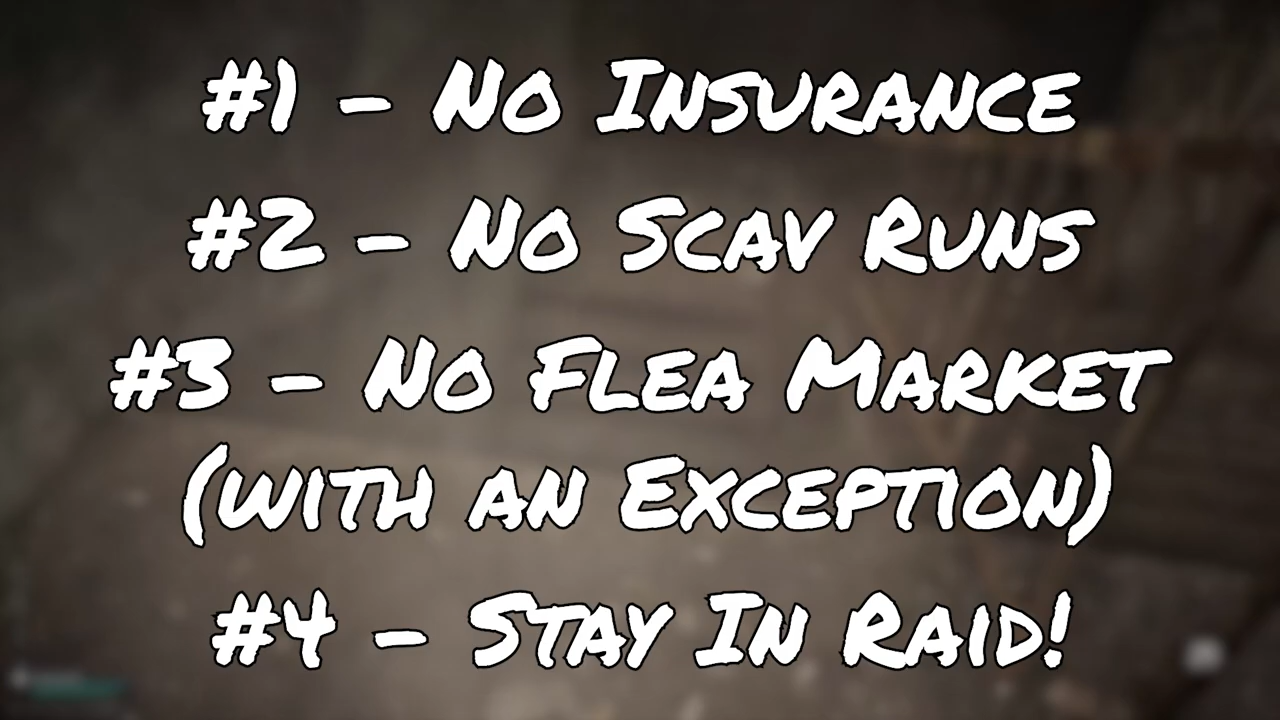 #1 - No Insurance
#2 - No Scav Runs
#3 - No Flea Market
(with an Exception)
#4 - Stay In Raid!